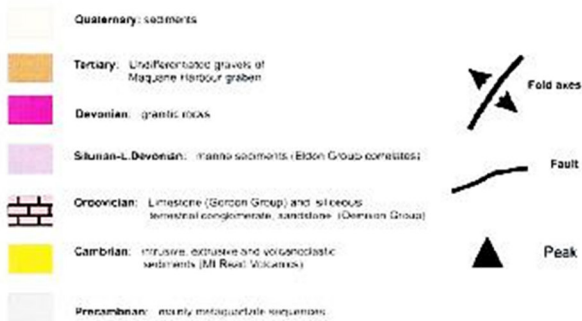 Quaternary: sediments
Tertiary: Undifferentiated gravels of
Maquarie Harbour graben
Devonian: granitic rocks
Silurian-L.Devonian: marine sediments (Eldon Group correlates)
Ordovician: Limestone (Gordon Group) and siliceous
terrestrial conglomerate, sandstone (Denison Group)
Cambrian: intrusive, extrusive and volcanoclastic
sediments (Mt Read Volcanics)
Precambrian: mainly metaquartzite sequences
Fold axes
Fault
Peak